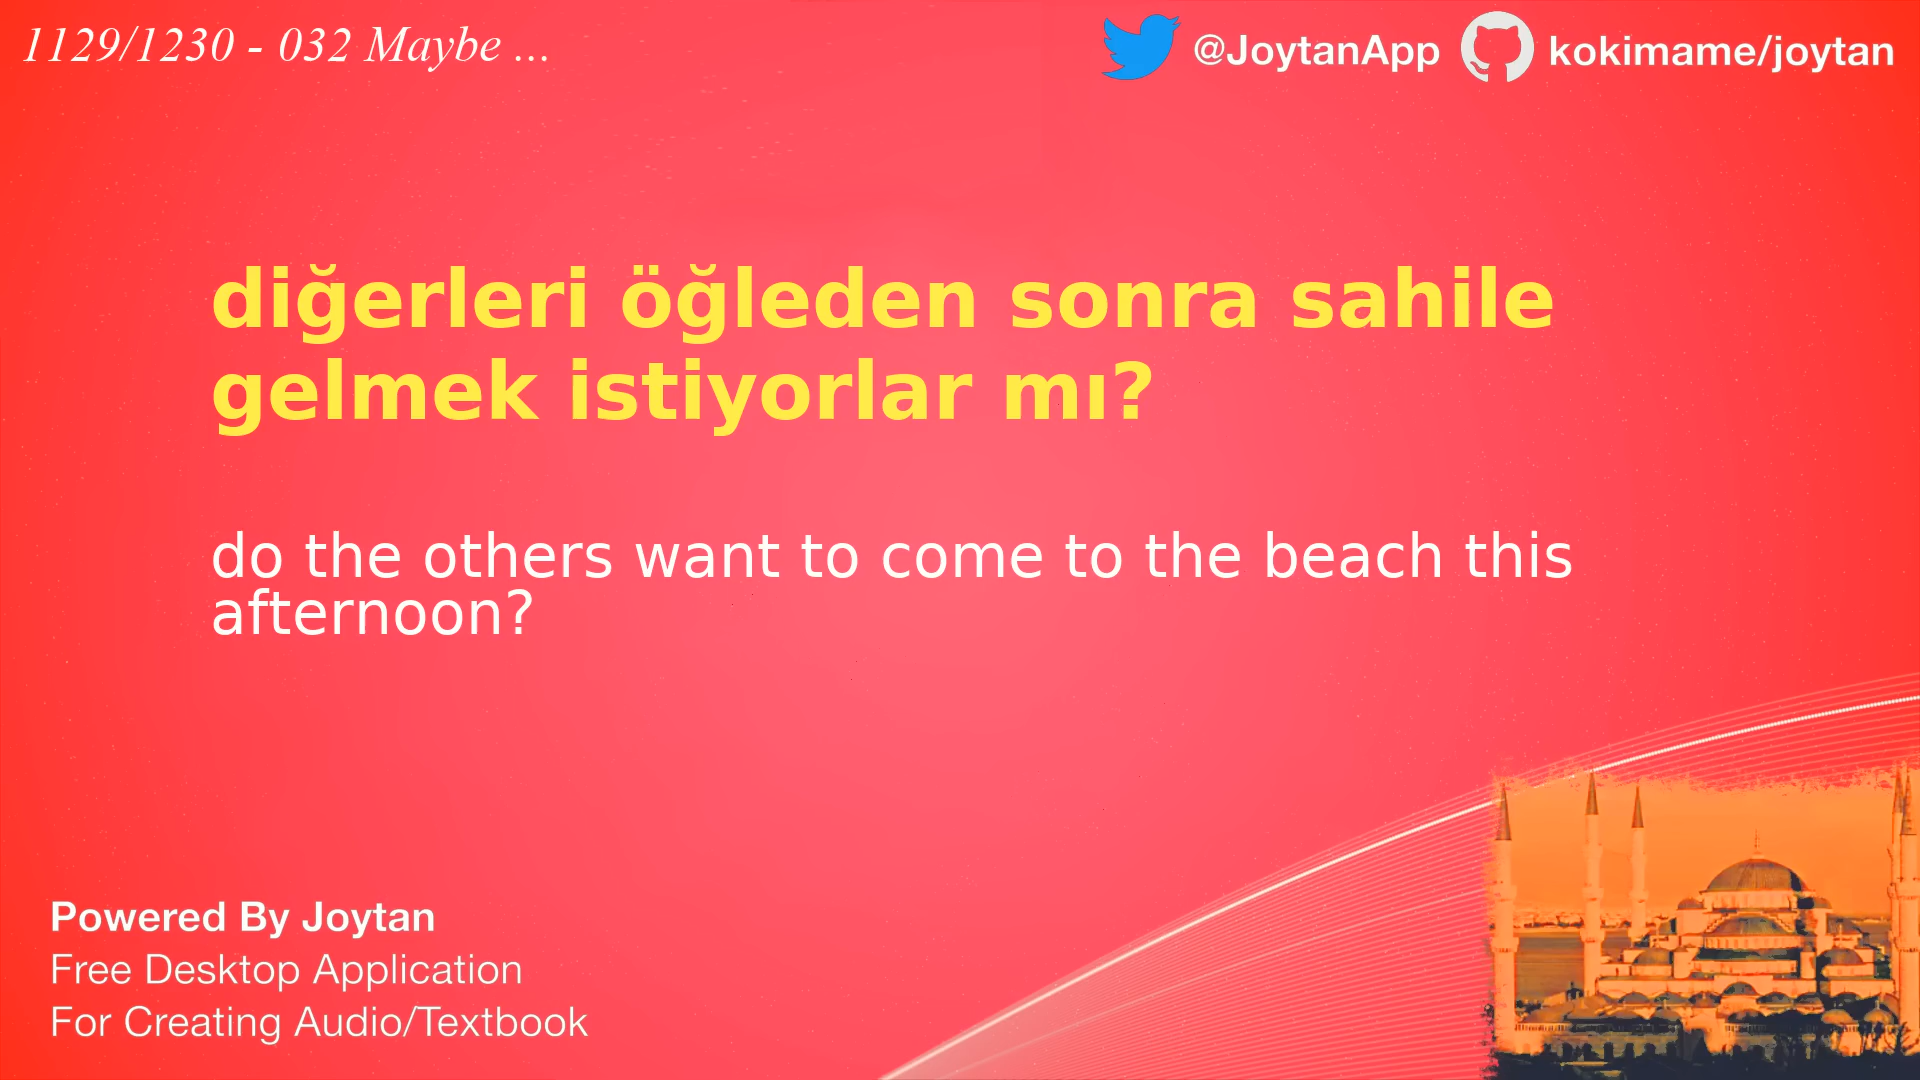 1129/1230 - 032 Maybe ...
@JoytanApp
kokimame/joytan
diğerleri öğleden sonra sahile
gelmek istiyorlar mı?
do the others want to come to the beach this
afternoon?
Powered By Joytan
Free Desktop Application
For Creating Audio/Textbook